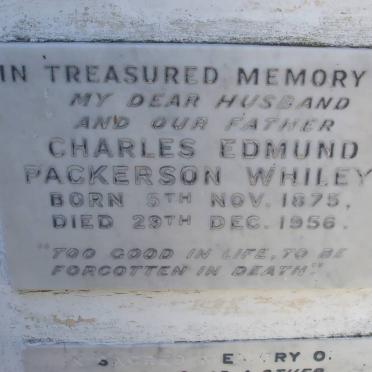 IN TREASURED MEMORY
MY DEAR HUSBAND
AND OUR FATHER
CHARLES EDMUND
PACKERSON WHILEY
BORN 5TH NOV. 1875,
DIED 29TH DEC. 1956.
"TOO GOOD IN LIFE, TO BE
FORGOTTEN IN DEATH"